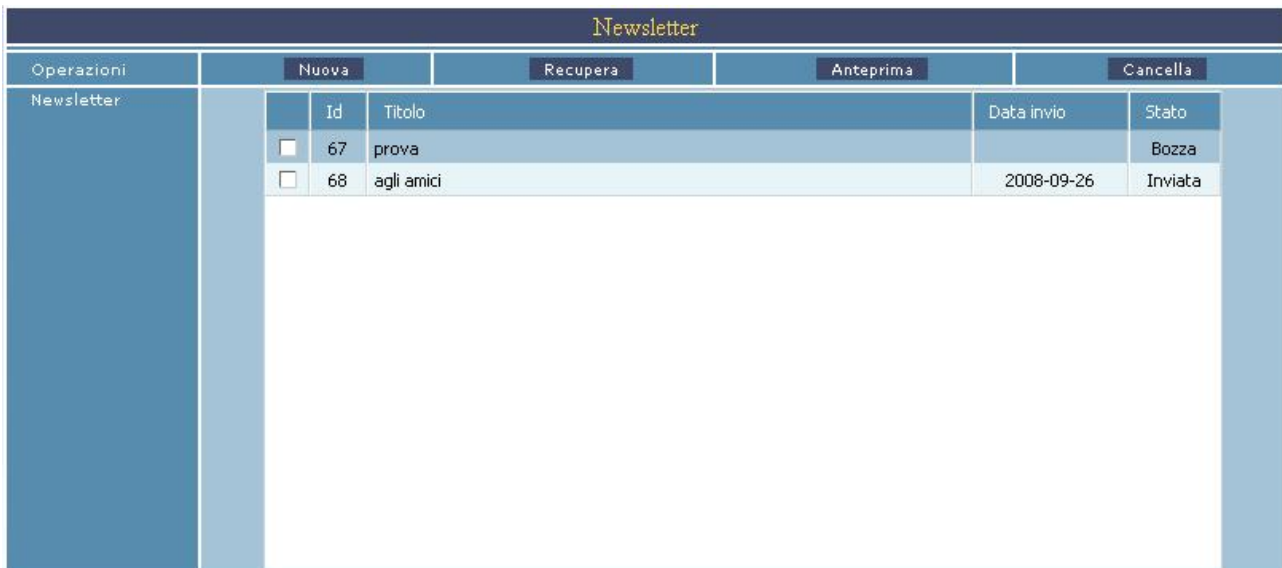 Newsletter
Operazioni Nuova Recupera Anteprima Cancella
Newsletter
Id Titolo Data invio Stato
67 prova Bozza
68 agli amici 2008-09-26 Inviata